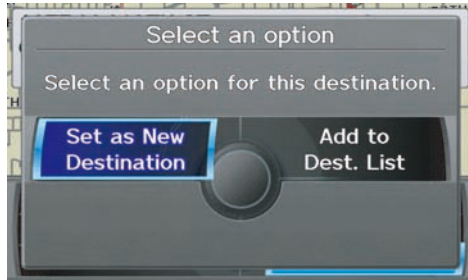 Select an option
Select an option for this destination.
Set as New
Destination
Add to
Dest. List